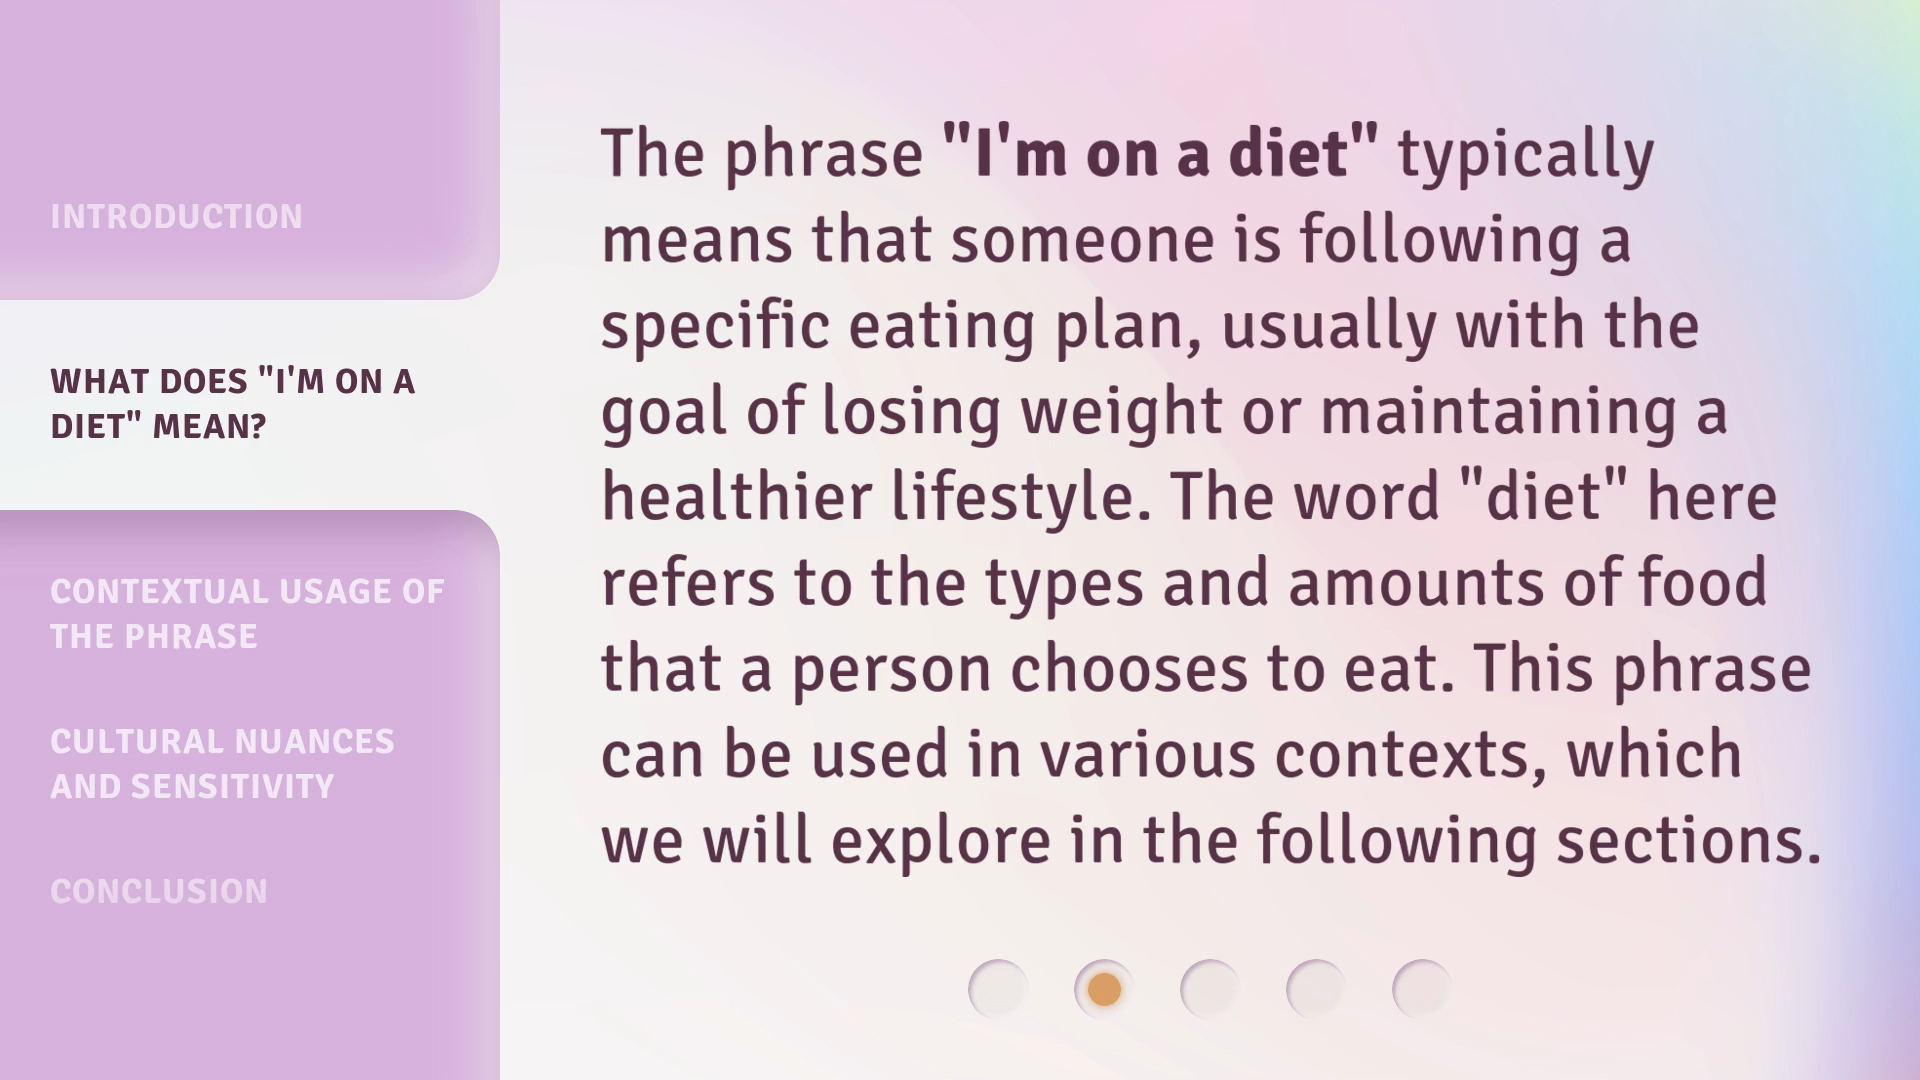 INTRODUCTION
WHAT DOES "I'M ON A
DIET" MEAN?
CONTEXTUAL USAGE OF
THE PHRASE
CULTURAL NUANCES
AND SENSITIVITY
CONCLUSION
The phrase "I'm on a diet" typically
means that someone is following a
specific eating plan, usually with the
goal of losing weight or maintaining a
healthier lifestyle. The word "diet" here
refers to the types and amounts of food
that a person chooses to eat. This phrase
can be used in various contexts, which
we will explore in the following sections.